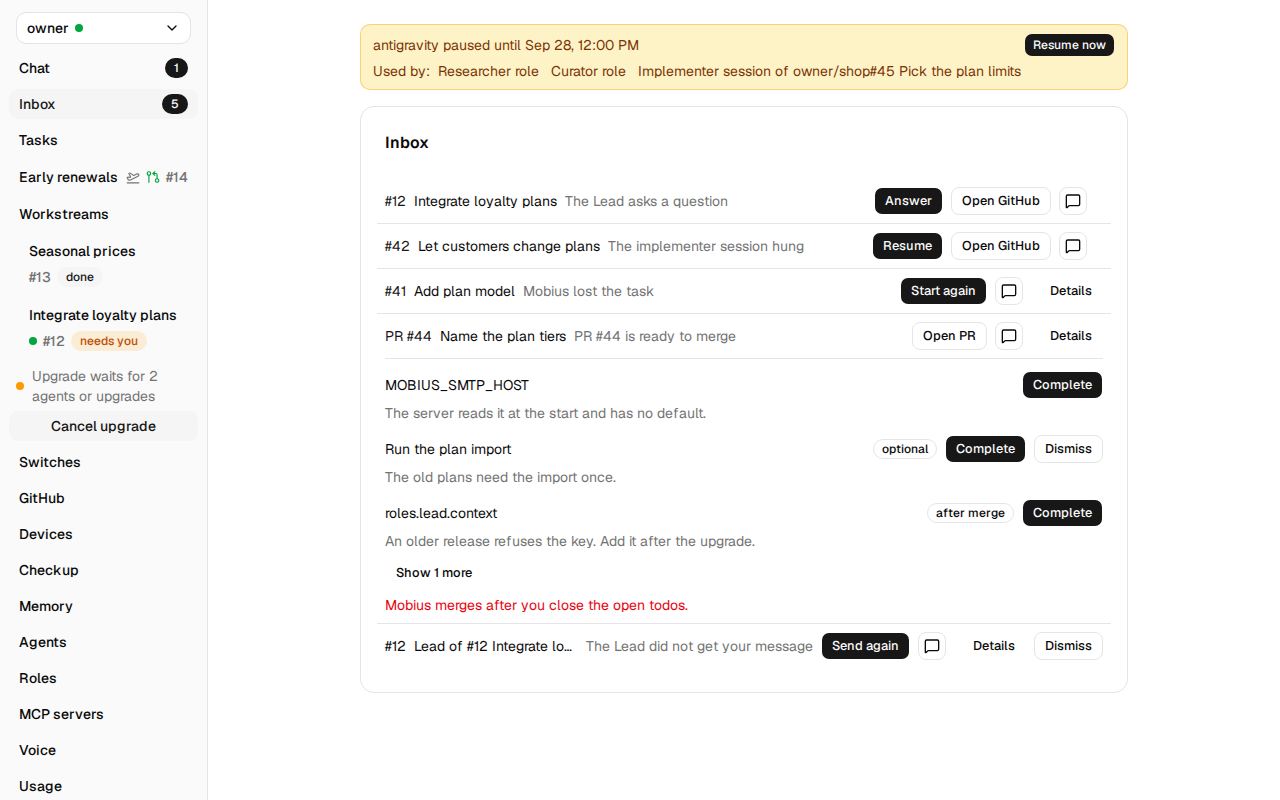 owner
Chat 1
Inbox 5
Tasks
Early renewals #14
Workstreams
Seasonal prices
#13 done
Integrate loyalty plans
#12 needs you
Upgrade waits for 2
agents or upgrades
Cancel upgrade
Switches
GitHub
Devices
Checkup
Memory
Agents
Roles
MCP servers
Voice
Usage
antigravity paused until Sep 28, 12:00 PM Resume now
Used by: Researcher role Curator role Implementer session of owner/shop#45 Pick the plan limits
Inbox
#12 Integrate loyalty plans The Lead asks a question Answer Open GitHub
#42 Let customers change plans The implementer session hung Resume Open GitHub
#41 Add plan model Mobius lost the task Start again Details
PR #44 Name the plan tiers PR #44 is ready to merge Open PR Details
MOBIUS_SMTP_HOST Complete
The server reads it at the start and has no default.
Run the plan import optional Complete Dismiss
The old plans need the import once.
roles.lead.context after merge Complete
An older release refuses the key. Add it after the upgrade.
Show 1 more
Mobius merges after you close the open todos.
#12 Lead of #12 Integrate lo... The Lead did not get your message Send again Details Dismiss